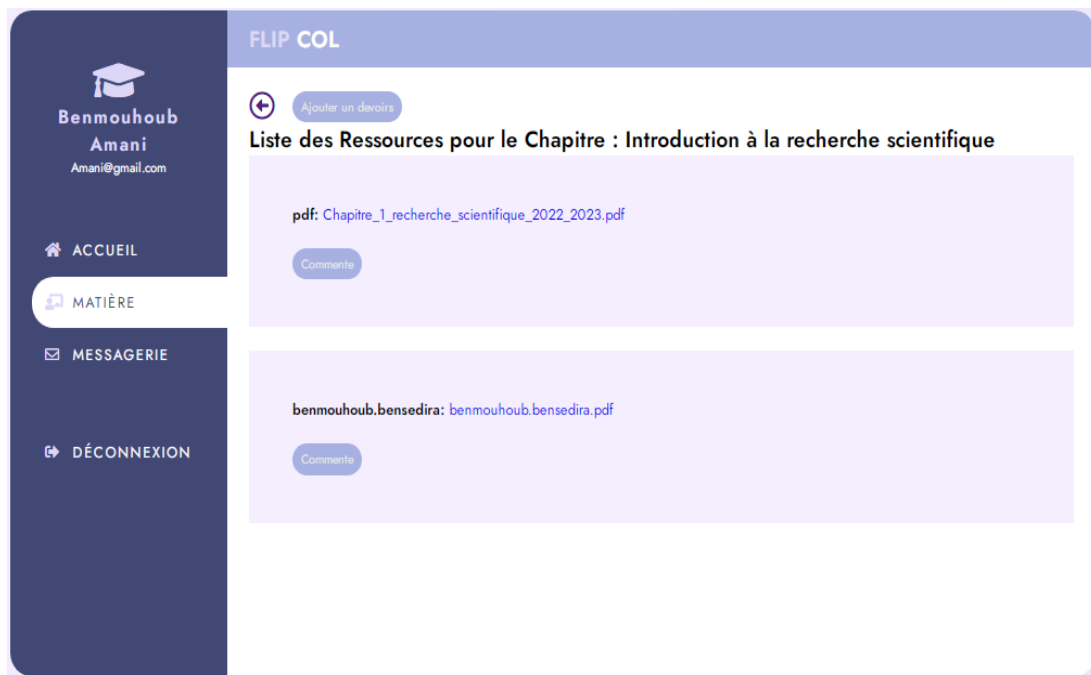 FLIP COL
Benmouhoub
Amani
Amani@gmail.com
ACCUEIL
MATIÈRE
MESSAGERIE
DÉCONNEXION
Ajouter un devoirs
Liste des Ressources pour le Chapitre : Introduction à la recherche scientifique
pdf: Chapitre_1_recherche_scientifique_2022_2023.pdf
Commente
benmouhoub.bensedira: benmouhoub.bensedira.pdf
Commente